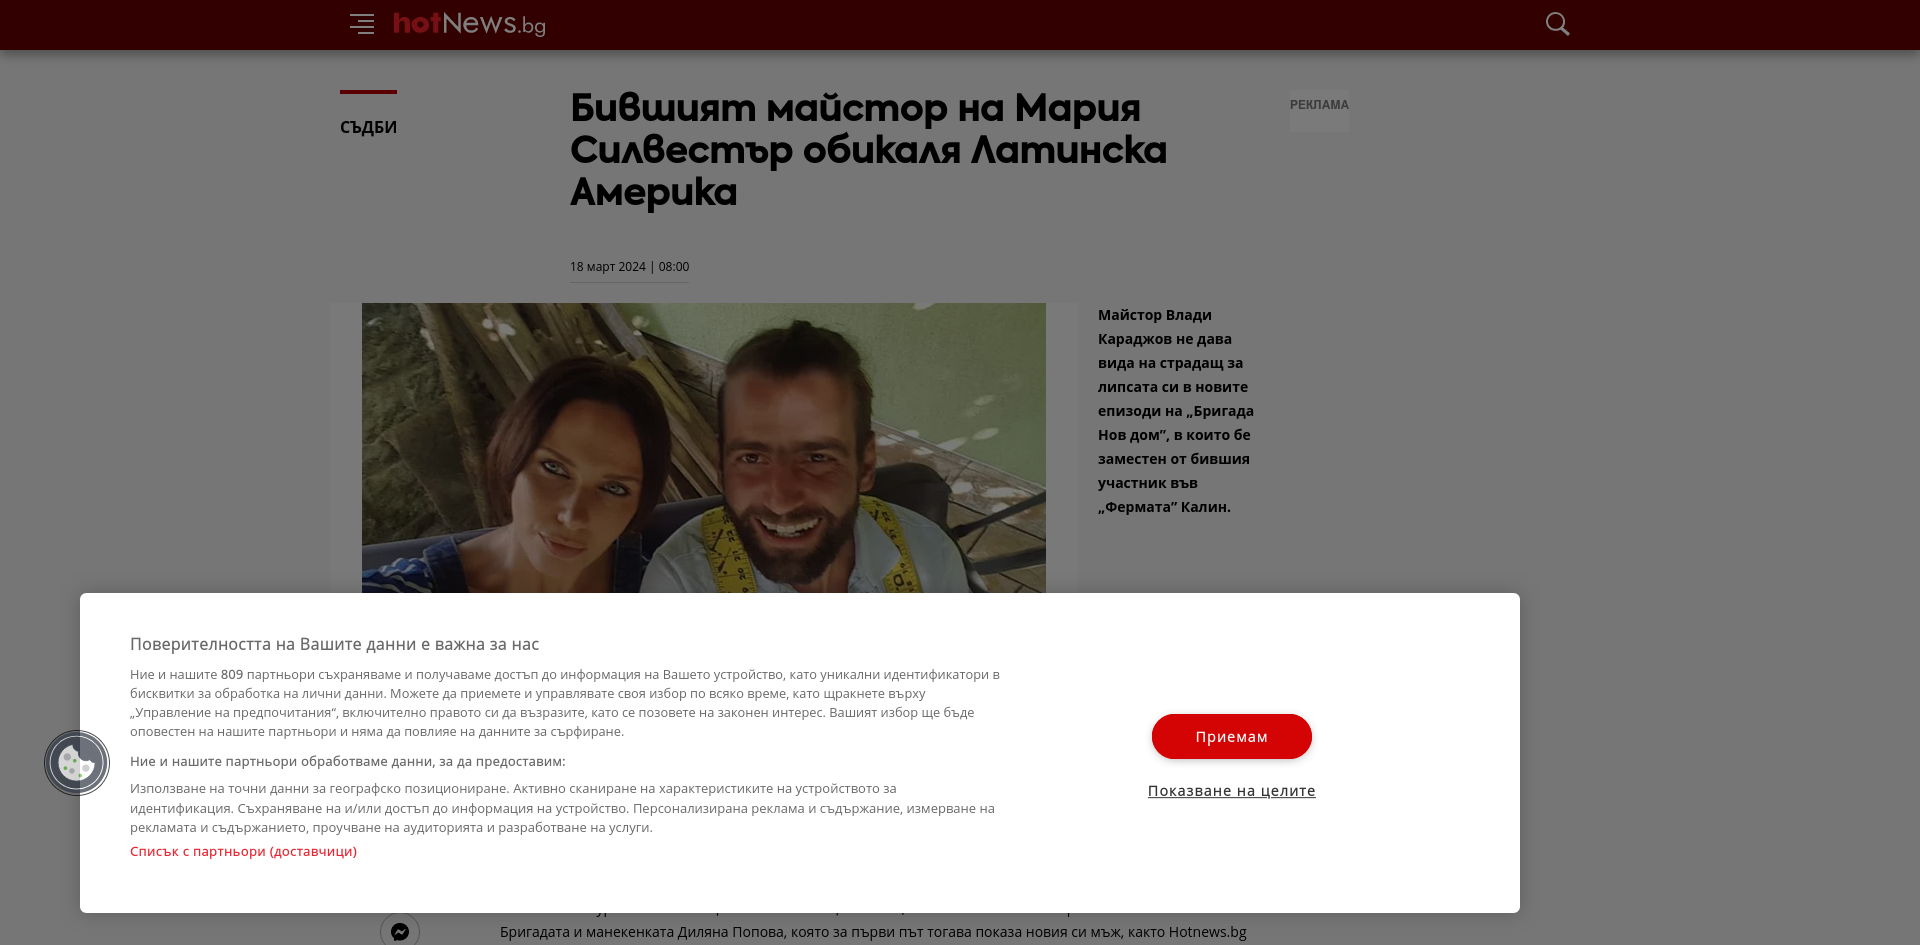 hotNews.bg
СЪДБИ
Бившият майстор на Мария
Силвестър обикаля Латинска
Америка
РЕКЛАМА
18 март 2024 | 08:00
Майстор Влади
Караджов не дава
вида на страдащ за
липсата си в новите
епизоди на „Бригада
Нов дом”, в които бе
заместен от бившия
участник във
„Фермата” Калин.
Поверителността на Вашите данни е важна за нас
Ние и нашите 809 партньори съхраняваме и получаваме достъп до информация на Вашето устройство, като уникални идентификатори в
бисквитки за обработка на лични данни. Можете да приемете и управлявате своя избор по всяко време, като щракнете върху
„Управление на предпочитания“, включително правото си да възразите, като се позовете на законен интерес. Вашият избор ще бъде
оповестен на нашите партньори и няма да повлияе на данните за сърфиране.
Ние и нашите партньори обработваме данни, за да предоставим:
Използване на точни данни за географско позициониране. Активно сканиране на характеристиките на устройството за
идентификация. Съхраняване на и/или достъп до информация на устройство. Персонализирана реклама и съдържание, измерване на
рекламата и съдържанието, проучване на аудиторията и разработване на услуги.
Списък с партньори (доставчици)
Приемам
Показване на целите
Бригадата и манекенката Диляна Попова, която за първи път тогава показа новия си мъж, както Hotnews.bg